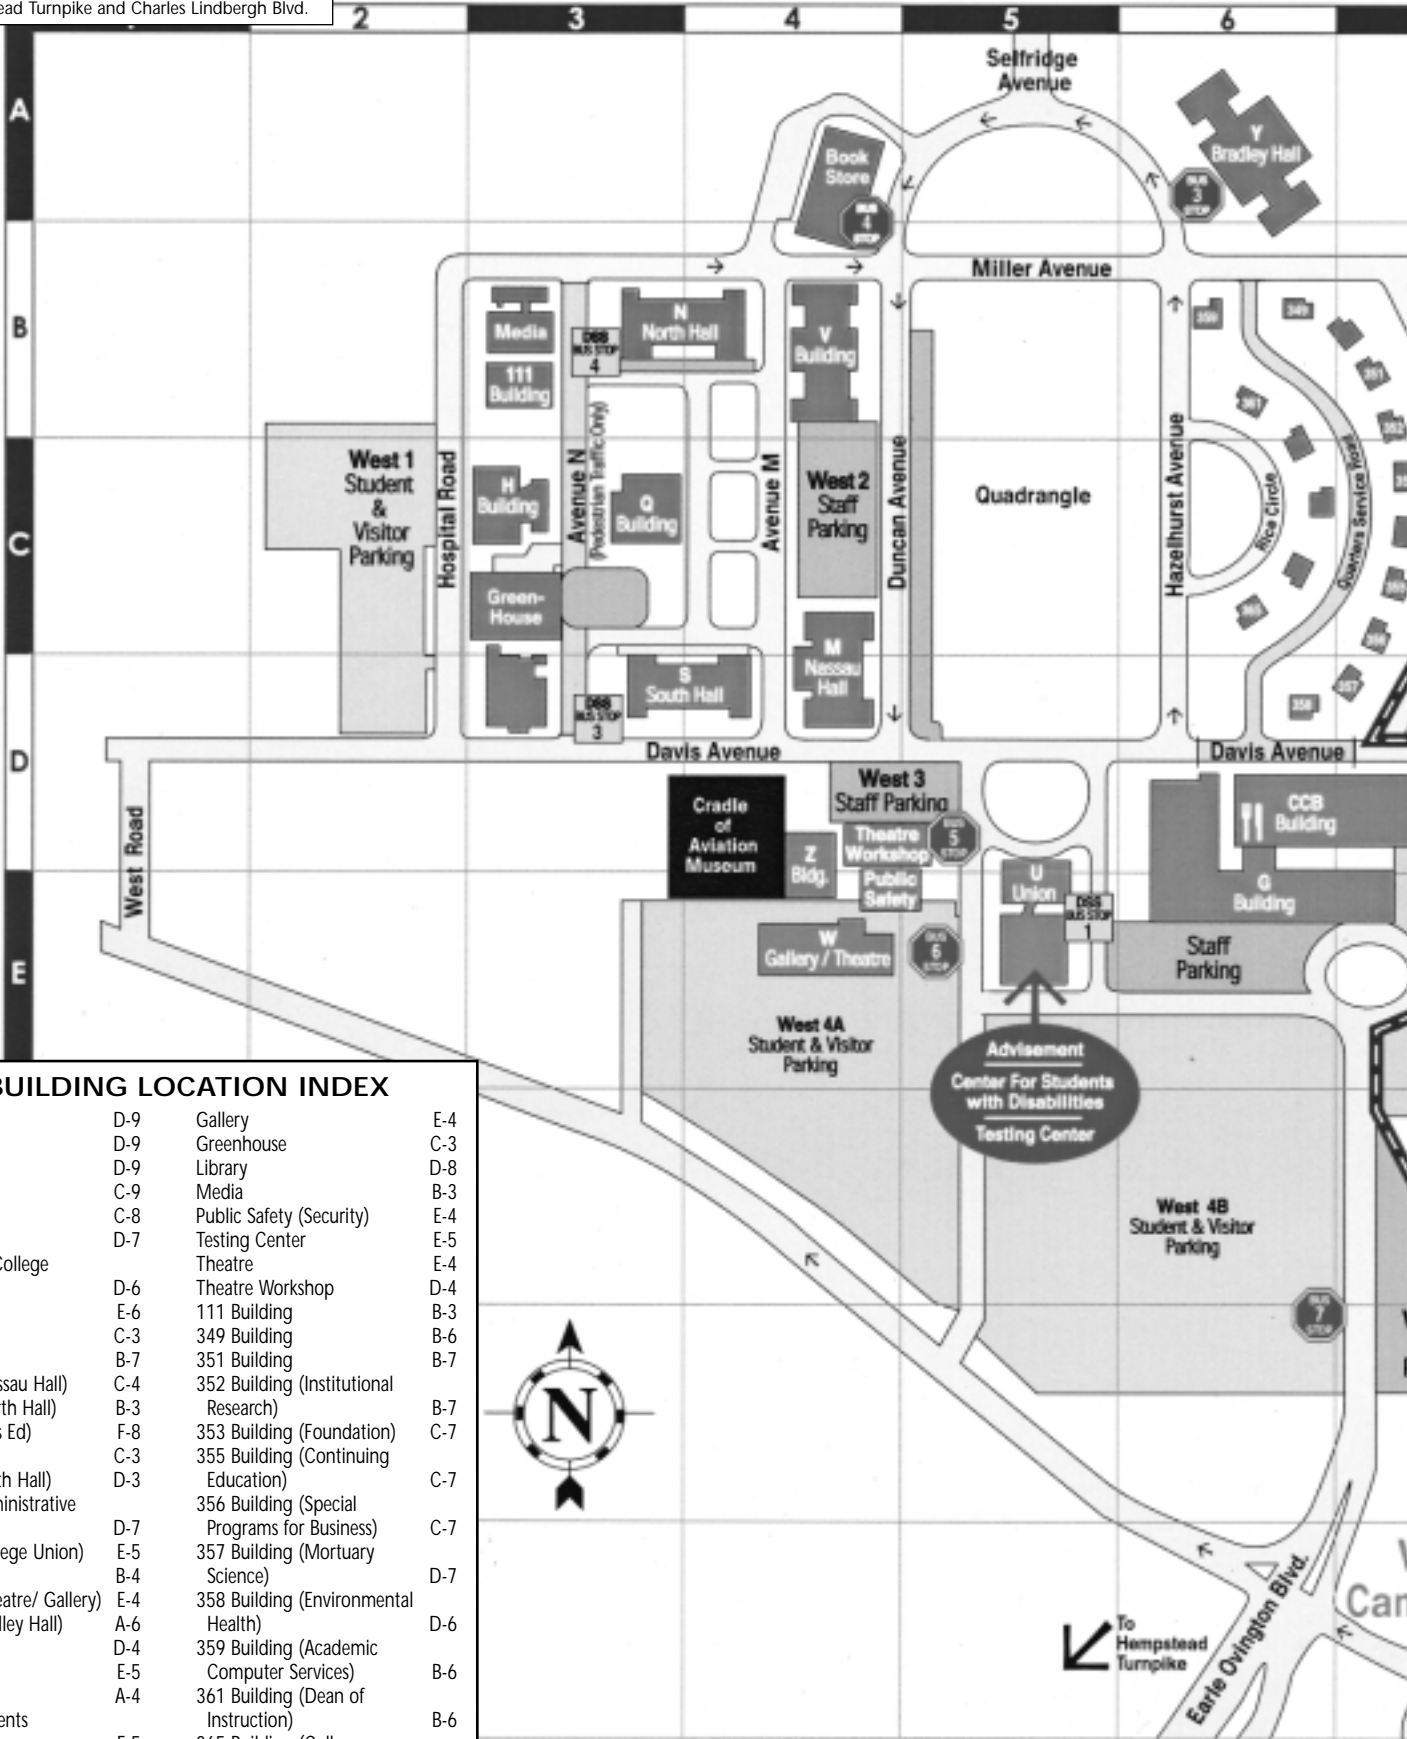 ead Turnpike and Charles Lindbergh Blvd.
2 3 4 5 6
A
B
C
D
E
Selfridge
Avenue
Y
Bradley Hall
BUS
3
STOP
Book
Store
BUS
4
STOP
Miller Avenue
Media
111
Building
DSS
BUS STOP
4
N
North Hall
V
Building
359
349
351
361
352
West 1
Student
&
Visitor
Parking
Hospital Road
H
Building
Avenue N
(Pedestrian Traffic Only)
Q
Building
Avenue M
West 2
Staff
Parking
Duncan Avenue
Quadrangle
Hazelhurst Avenue
Rice Circle
Quarters Service Road
Green-
House
365
355
356
357
358
M
Nassau
Hall
S
South Hall
DSS
BUS STOP
3
Davis Avenue
Davis Avenue
West Road
Cradle
of
Aviation
Museum
West 3
Staff Parking
Theatre
Workshop
BUS
5
STOP
Z
Bldg.
Public
Safety
U
Union
DSS
BUS STOP
1
CCB
Building
G
Building
W
Gallery / Theatre
BUS
6
STOP
Staff
Parking
West 4A
Student & Visitor
Parking
Advisement
Center For Students
with Disabilities
Testing Center
West 4B
Student & Visitor
Parking
BUS
7
STOP
N
To
Hempstead
Turnpike
Earle Ovington Blvd.
Car
BUILDING LOCATION INDEX
D-9 Gallery E-4
D-9 Greenhouse C-3
D-9 Library D-8
C-9 Media B-3
C-8 Public Safety (Security) E-4
D-7 Testing Center E-5
College Theatre E-4
D-6 Theatre Workshop D-4
E-6 111 Building B-3
C-3 349 Building B-6
B-7 351 Building B-7
ssau Hall) C-4 352 Building (Institutional
rth Hall) B-3 Research) B-7
s Ed) F-8 353 Building (Foundation) C-7
C-3 355 Building (Continuing
th Hall) D-3 Education) C-7
ministrative 356 Building (Special
D-7 Programs for Business) C-7
ege Union) E-5 357 Building (Mortuary
B-4 Science) D-7
eatre/ Gallery) E-4 358 Building (Environmental
lley Hall) A-6 Health) D-6
D-4 359 Building (Academic
E-5 Computer Services) B-6
A-4 361 Building (Dean of
ents Instruction) B-6